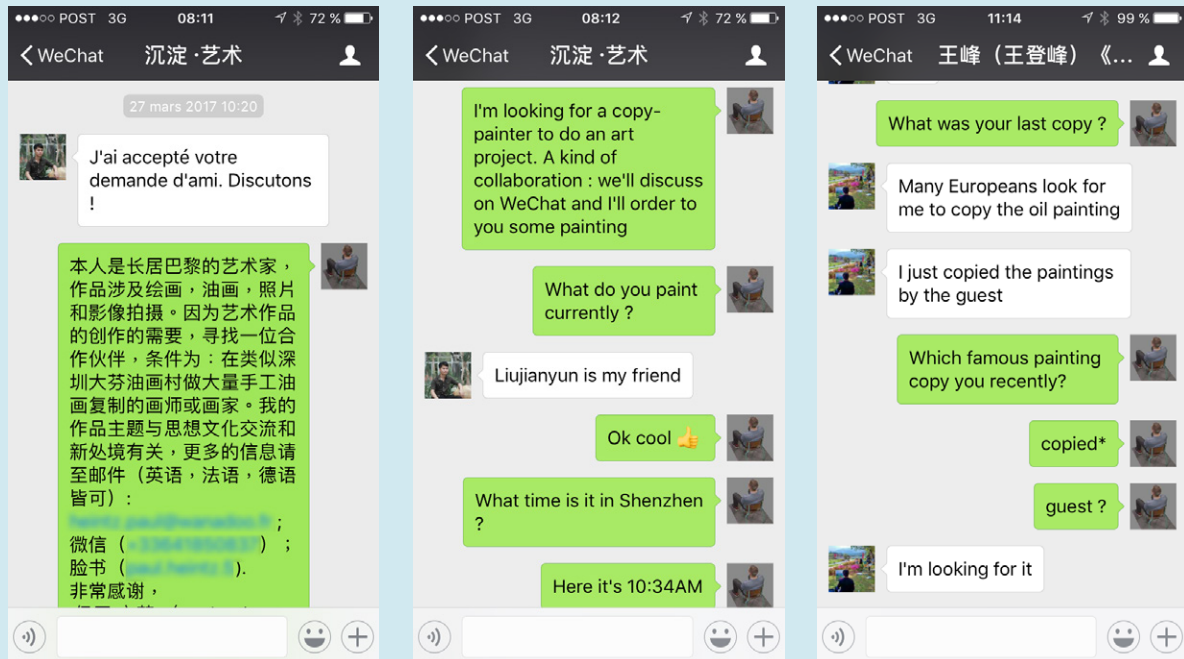 POST 3G 08:11 72 %
WeChat 沉淀 ·艺术
27 mars 2017 10:20
J'ai accepté votre
demande d'ami. Discutons
!
本人是长居巴黎的艺术家，
作品涉及绘画，油画，照片
和影像拍摄。因为艺术作品
的创作的需要，寻找一位合
作伙伴，条件为：在类似深
圳大芬油画村做大量手工油
画复制的画师或画家。我的
作品主题与思想文化交流和
新处境有关，更多的信息请
至邮件（英语，法语，德语
皆可）：
；
微信（ ）；
脸书（ ).
非常感谢，
POST 3G 08:12 72 %
WeChat 沉淀 ·艺术
I'm looking for a copy-
painter to do an art
project. A kind of
collaboration : we'll discuss
on WeChat and I'll order to
you some painting
What do you paint
currently ?
Liujianyun is my friend
Ok cool 👍
What time is it in Shenzhen
?
Here it's 10:34AM
POST 3G 11:14 99 %
WeChat 王峰（王登峰）《...
What was your last copy ?
Many Europeans look for
me to copy the oil painting
I just copied the paintings
by the guest
Which famous painting
copy you recently?
copied*
guest ?
I'm looking for it